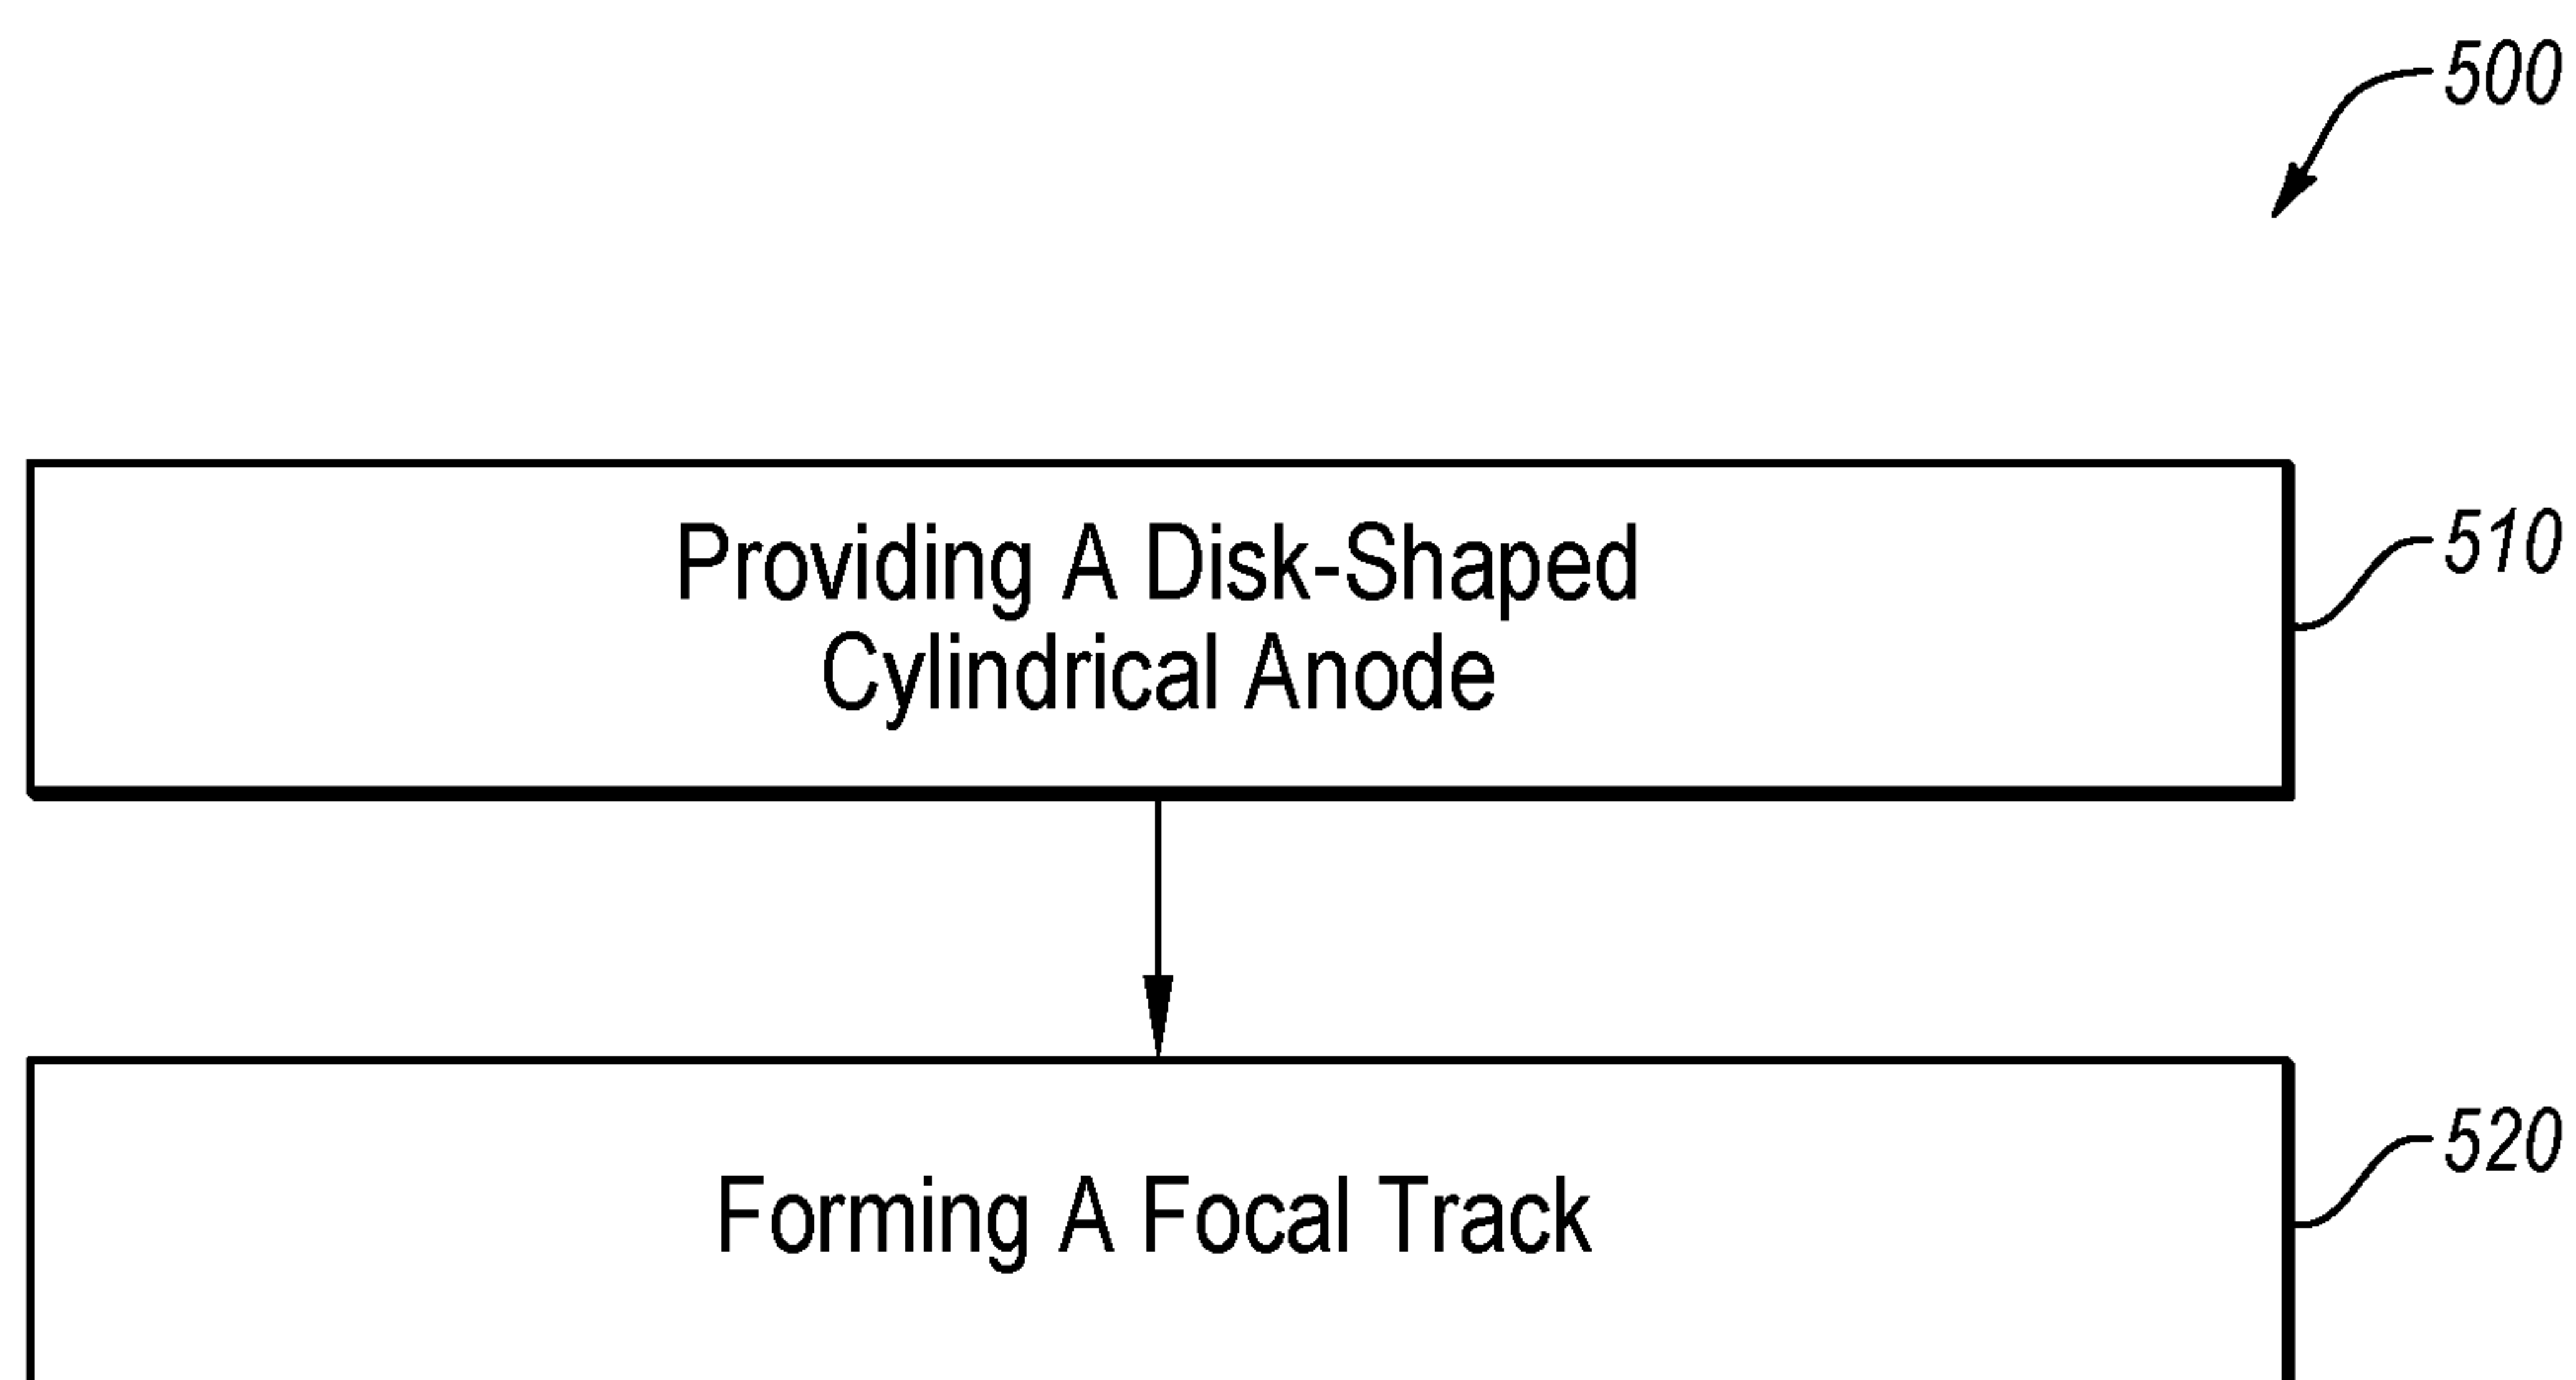 500
Providing A Disk-Shaped
Cylindrical Anode
510
Forming A Focal Track
520